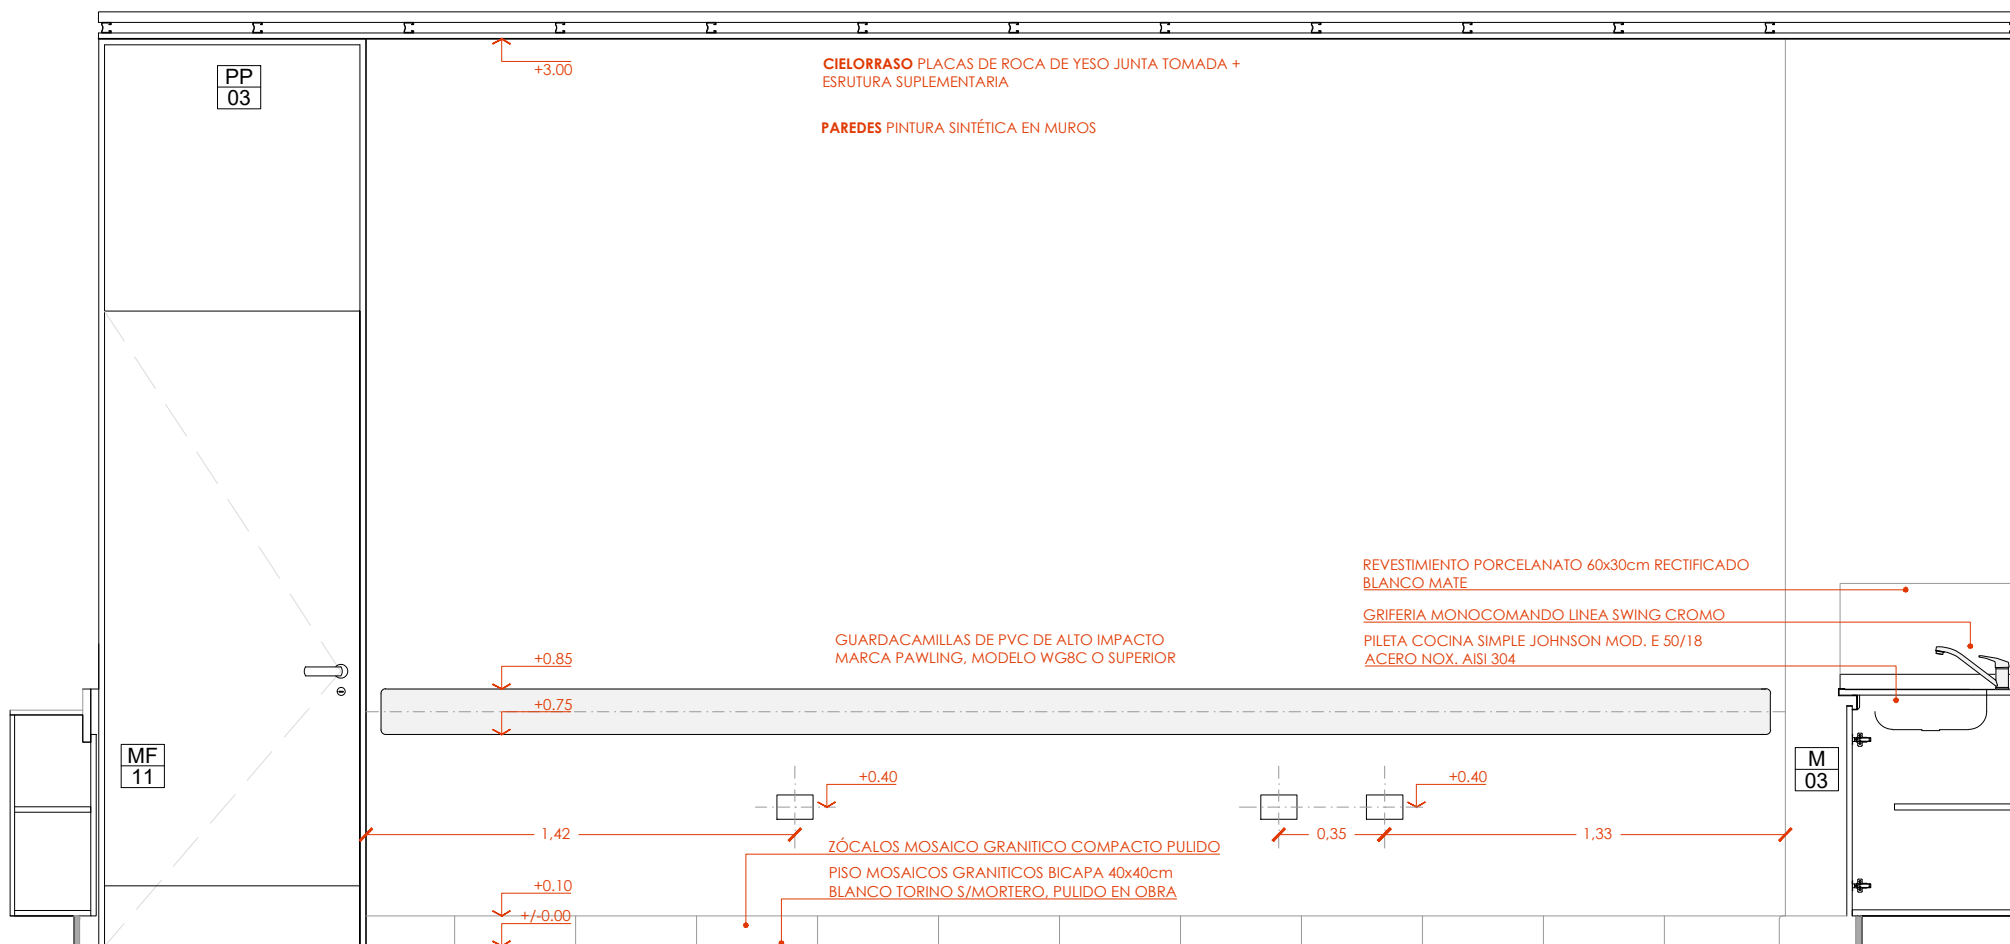 PP
03
+3.00
CIELORRASO PLACAS DE ROCA DE YESO JUNTA TOMADA +
ESRUTURA SUPLEMENTARIA
PAREDES PINTURA SINTÉTICA EN MUROS
REVESTIMIENTO PORCELANATO 60x30cm RECTIFICADO
BLANCO MATE
GRIFERIA MONOCOMANDO LINEA SWING CROMO
PILETA COCINA SIMPLE JOHNSON MOD. E 50/18
ACERO NOX. AISI 304
GUARDACAMILLAS DE PVC DE ALTO IMPACTO
MARCA PAWLING, MODELO WG8C O SUPERIOR
+0.85
+0.75
MF
11
M
03
+0.40
+0.40
1,42
0,35
1,33
ZÓCALOS MOSAICO GRANITICO COMPACTO PULIDO
PISO MOSAICOS GRANITICOS BICAPA 40x40cm
BLANCO TORINO S/MORTERO, PULIDO EN OBRA
+0.10
+/-0.00